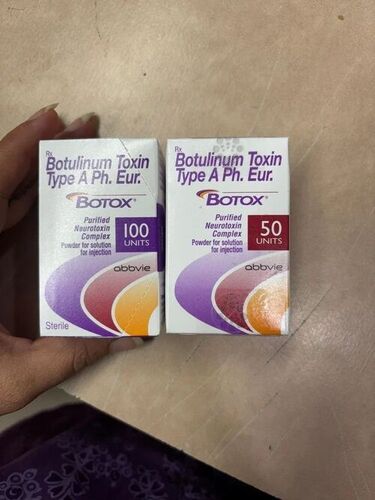 Rx
Botulinum Toxin
Type A Ph. Eur.
BOTOX®
Purified
Neurotoxin
Complex
Powder for solution
for injection
100
UNITS
abbvie
Sterile
Rx
Botulinum Toxin
Type A Ph. Eur.
BOTOX®
Purified
Neurotoxin
Complex
Powder for solution
for injection
50
UNITS
abbvie